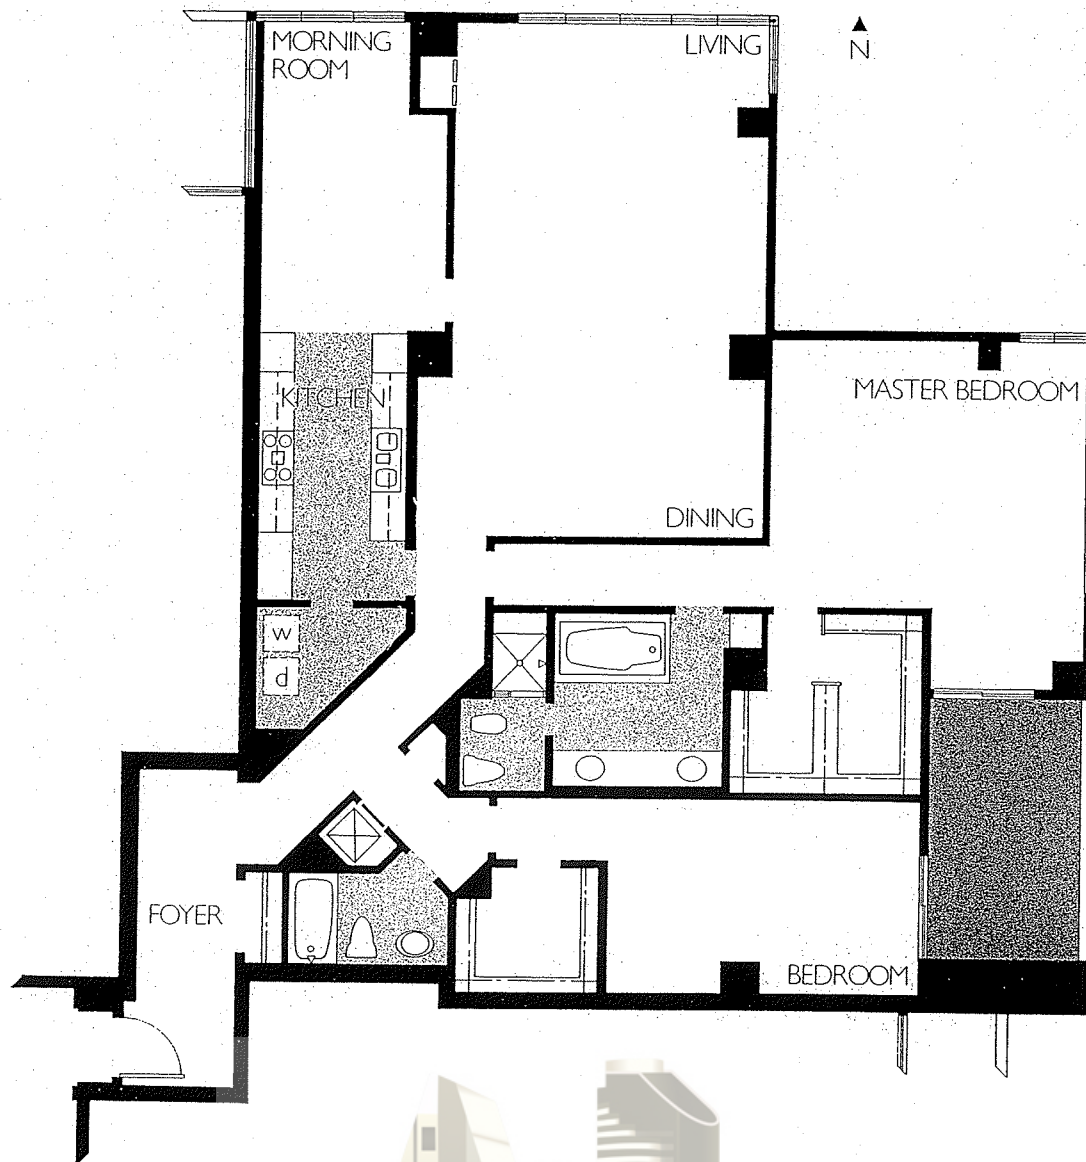 MORNING
ROOM
LIVING
N
KITCHEN
MASTER BEDROOM
DINING
w
d
FOYER
BEDROOM